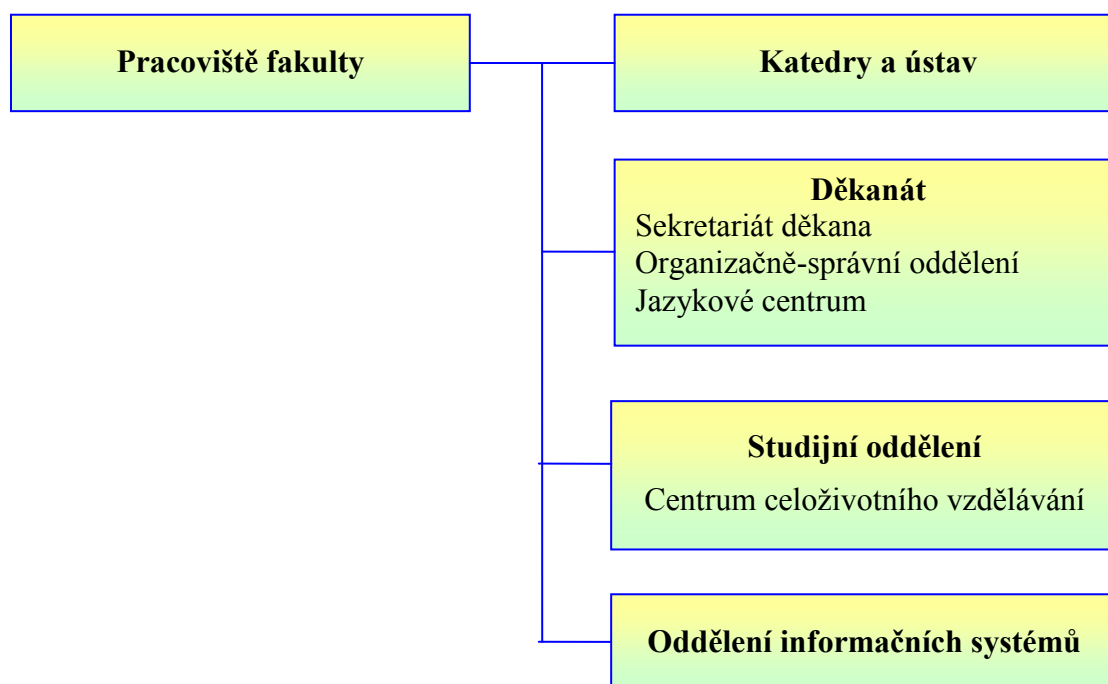 Pracoviště fakulty
Katedry a ústav
Děkanát
Sekretariát děkana
Organizačně-správní oddělení
Jazykové centrum
Studijní oddělení
Centrum celoživotního vzdělávání
Oddělení informačních systémů